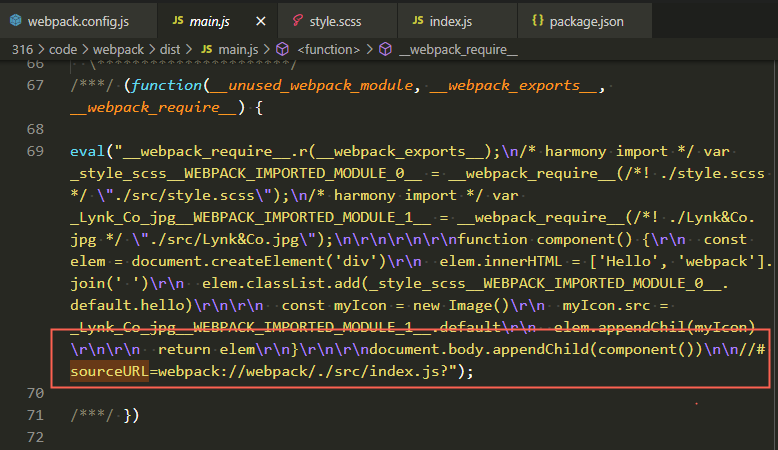 webpack.config.js main.js × style.scss index.js package.json
316 > code > webpack > dist > main.js > <function> > __webpack_require__
66 \**********************/
67 /***/ (function(__unused_webpack_module, __webpack_exports__,
__webpack_require__) {
68
69
eval("__webpack_require__.r(__webpack_exports__);\n/* harmony import */ var
_style_scss__WEBPACK_IMPORTED_MODULE_0__ = __webpack_require__(/*! ./style.scss
*/ \"./src/style.scss\");\n/* harmony import */ var
_Lynk_Co_jpg__WEBPACK_IMPORTED_MODULE_1__ = __webpack_require__(/*! ./Lynk&Co.
jpg */ \"./src/Lynk&Co.jpg\");\n\r\n\r\n\r\nfunction component() {\r\n  const
elem = document.createElement('div')\r\n  elem.innerHTML = ['Hello', 'webpack'].
join(' ')\r\n  elem.classList.add(_style_scss__WEBPACK_IMPORTED_MODULE_0__.
default.hello)\r\n\r\n  const myIcon = new Image()\r\n  myIcon.src =
_Lynk_Co_jpg__WEBPACK_IMPORTED_MODULE_1__.default\r\n  elem.appendChil(myIcon)
\r\n\r\n  return elem\r\n}\r\n\r\ndocument.body.appendChild(component())\n\n//#
sourceURL=webpack://webpack/./src/index.js?");
70
71 /***/ })
72